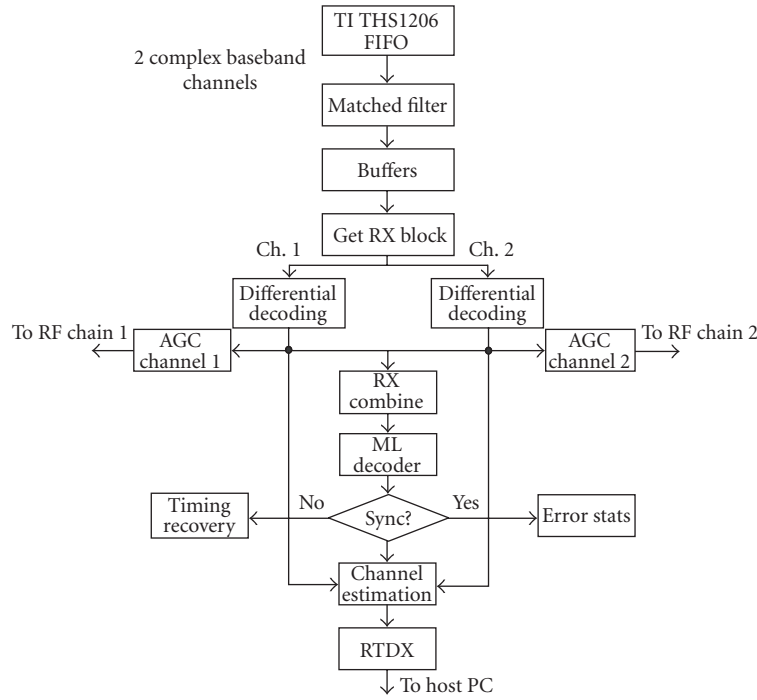 TI THS1206
FIFO
2 complex baseband
channels
Matched filter
Buffers
Get RX block
Ch. 1
Ch. 2
Differential
decoding
Differential
decoding
To RF chain 1
AGC
channel 1
AGC
channel 2
To RF chain 2
RX
combine
ML
decoder
Timing
recovery
No
Sync?
Yes
Error stats
Channel
estimation
RTDX
To host PC